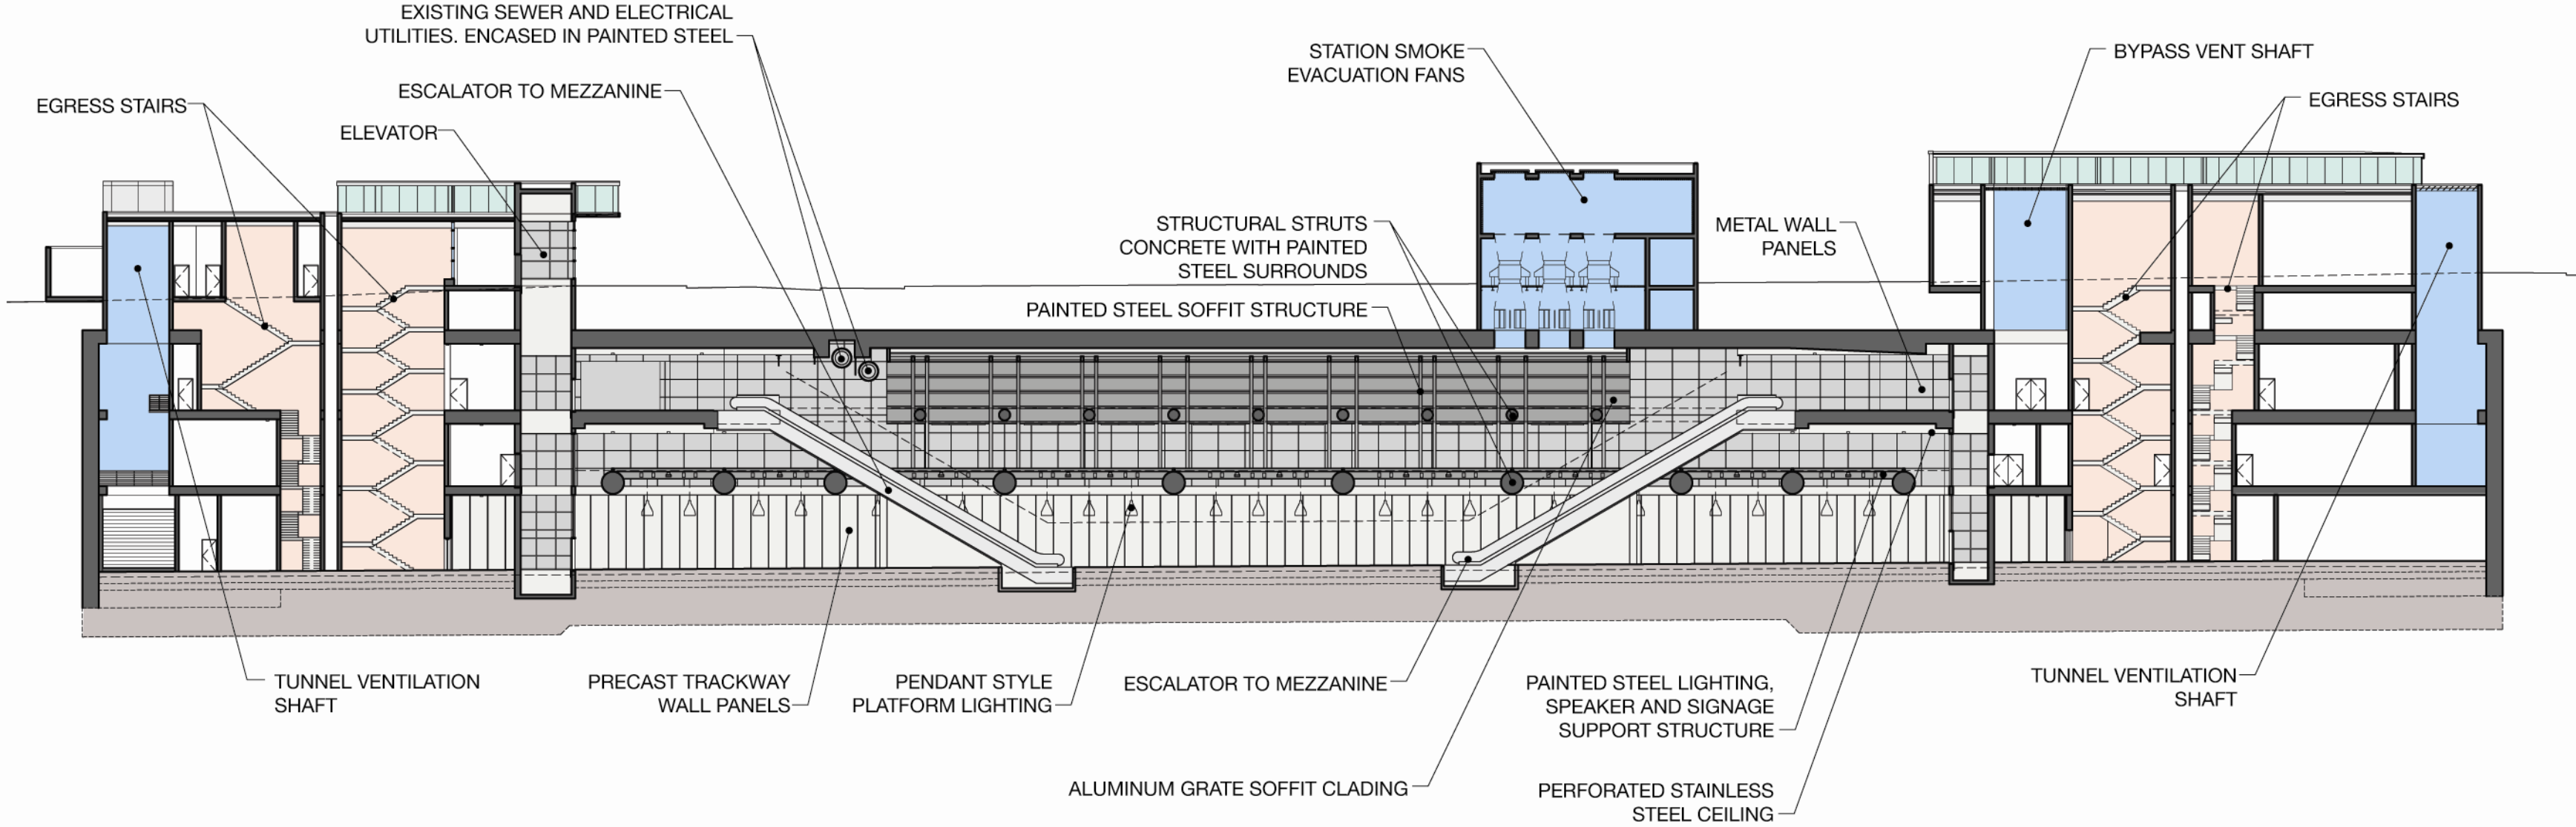 EXISTING SEWER AND ELECTRICAL
UTILITIES. ENCASED IN PAINTED STEEL
ESCALATOR TO MEZZANINE
EGRESS STAIRS
ELEVATOR
STATION SMOKE
EVACUATION FANS
BYPASS VENT SHAFT
EGRESS STAIRS
STRUCTURAL STRUTS
CONCRETE WITH PAINTED
STEEL SURROUNDS
METAL WALL
PANELS
PAINTED STEEL SOFFIT STRUCTURE
TUNNEL VENTILATION
SHAFT
PRECAST TRACKWAY
WALL PANELS
PENDANT STYLE
PLATFORM LIGHTING
ESCALATOR TO MEZZANINE
PAINTED STEEL LIGHTING,
SPEAKER AND SIGNAGE
SUPPORT STRUCTURE
TUNNEL VENTILATION
SHAFT
ALUMINUM GRATE SOFFIT CLADING
PERFORATED STAINLESS
STEEL CEILING